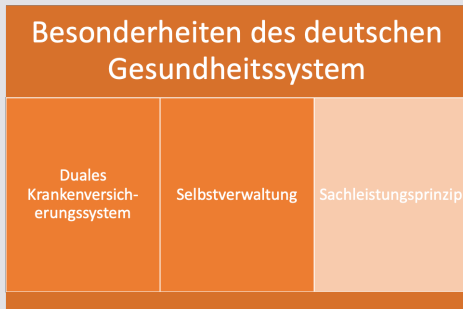 Besonderheiten des deutschen
Gesundheitssystem
Duales
Krankenversich-
erungssystem
Selbstverwaltung
Sachleistungsprinzip